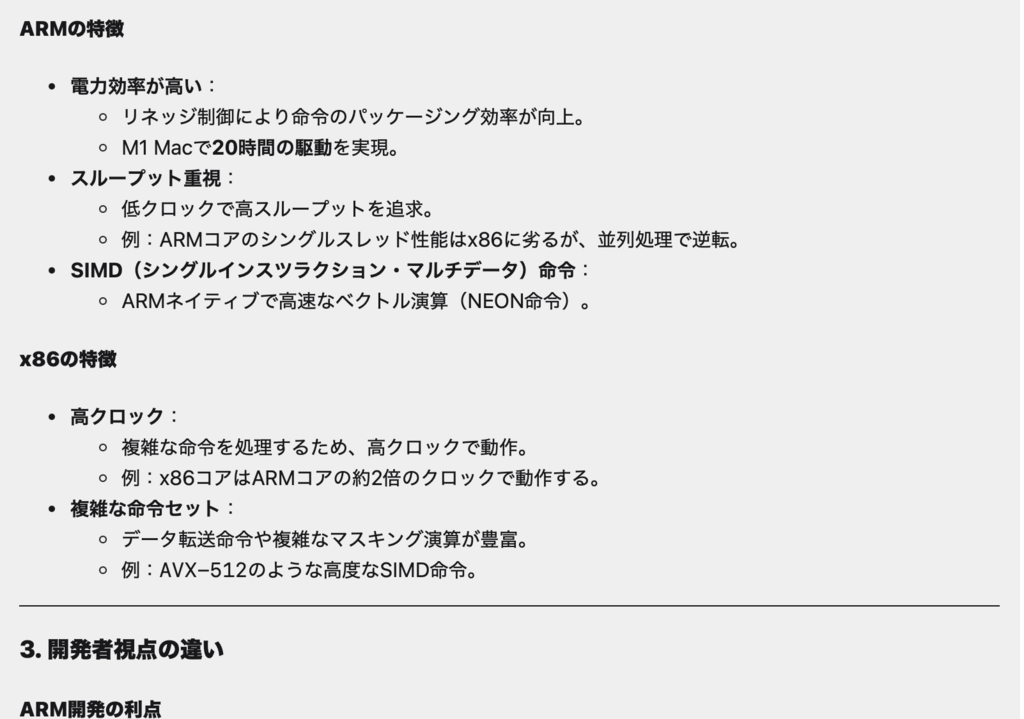 ARMの特徴
• 電力効率が高い：
○ リネッジ制御により命令のパッケージング効率が向上。
○ M1 Macで20時間の駆動を実現。
• スループット重視：
○ 低クロックで高スループットを追求。
○ 例：ARMコアのシングルスレッド性能はx86に劣るが、並列処理で逆転。
• SIMD（シングルインスツラクション・マルチデータ）命令：
○ ARMネイティブで高速なベクトル演算（NEON命令）。
x86の特徴
• 高クロック：
○ 複雑な命令を処理するため、高クロックで動作。
○ 例：x86コアはARMコアの約2倍のクロックで動作する。
• 複雑な命令セット：
○ データ転送命令や複雑なマスキング演算が豊富。
○ 例：AVX–512のような高度なSIMD命令。
3. 開発者視点の違い
ARM開発の利点